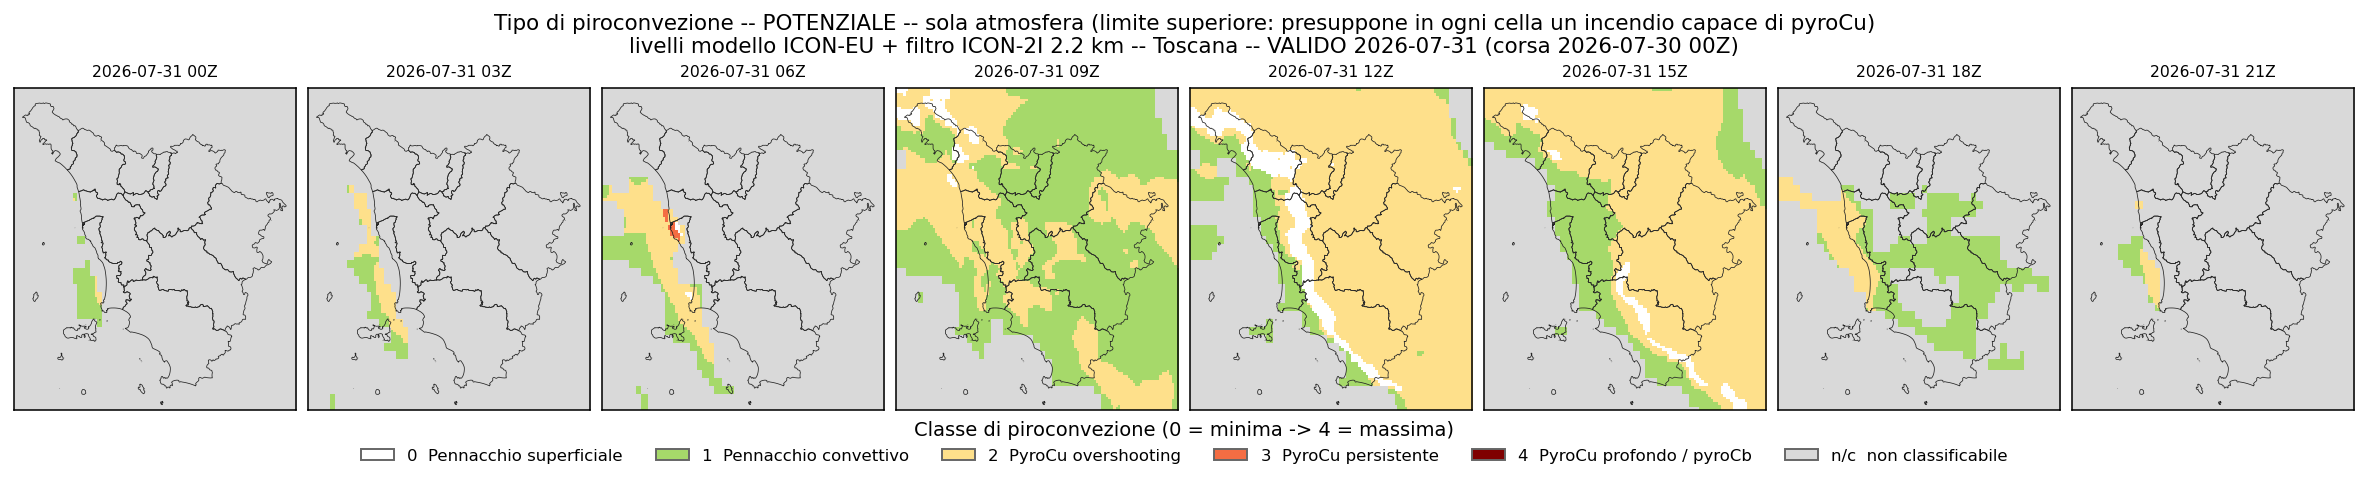 Tipo di piroconvezione -- POTENZIALE -- sola atmosfera (limite superiore: presuppone in ogni cella un incendio capace di pyroCu)
livelli modello ICON-EU + filtro ICON-2I 2.2 km -- Toscana -- VALIDO 2026-07-31 (corsa 2026-07-30 00Z)
2026-07-31 00Z
2026-07-31 03Z
2026-07-31 06Z
2026-07-31 09Z
2026-07-31 12Z
2026-07-31 15Z
2026-07-31 18Z
2026-07-31 21Z
Classe di piroconvezione (0 = minima -> 4 = massima)
0 Pennacchio superficiale
1 Pennacchio convettivo
2 PyroCu overshooting
3 PyroCu persistente
4 PyroCu profondo / pyroCb
n/c non classificabile